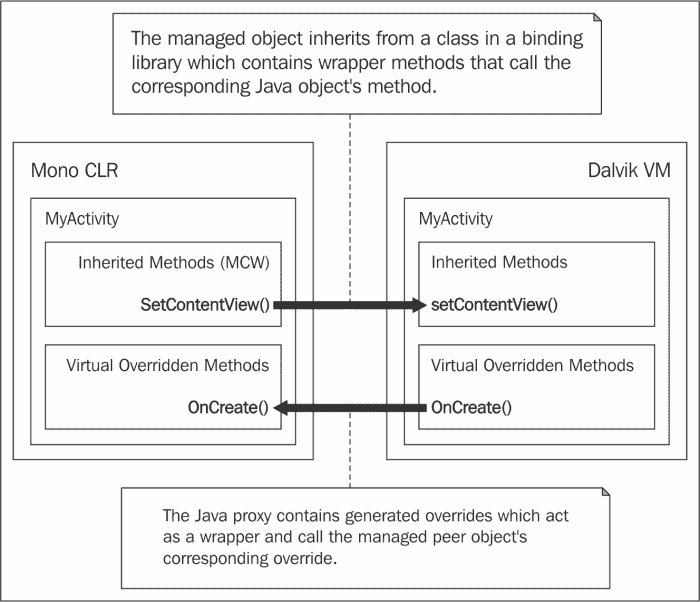 The managed object inherits from a class in a binding
library which contains wrapper methods that call the
corresponding Java object's method.
Mono CLR
MyActivity
Inherited Methods (MCW)
SetContentView()
Virtual Overridden Methods
OnCreate()
Dalvik VM
MyActivity
Inherited Methods
setContentView()
Virtual Overridden Methods
OnCreate()
The Java proxy contains generated overrides which act
as a wrapper and call the managed peer object's
corresponding override.